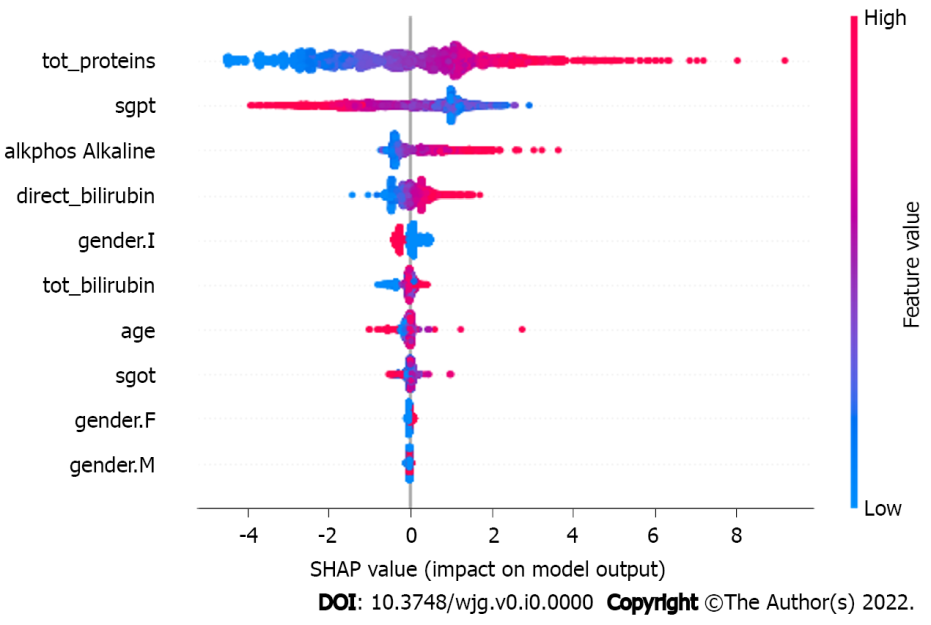 High
tot_proteins
sgpt
alkphos Alkaline
direct_bilirubin
gender.I
tot_bilirubin
age
sgot
gender.F
gender.M
Feature value
Low
-4 -2 0 2 4 6 8
SHAP value (impact on model output)
DOI: 10.3748/wjg.v0.i0.0000 Copyright ©The Author(s) 2022.